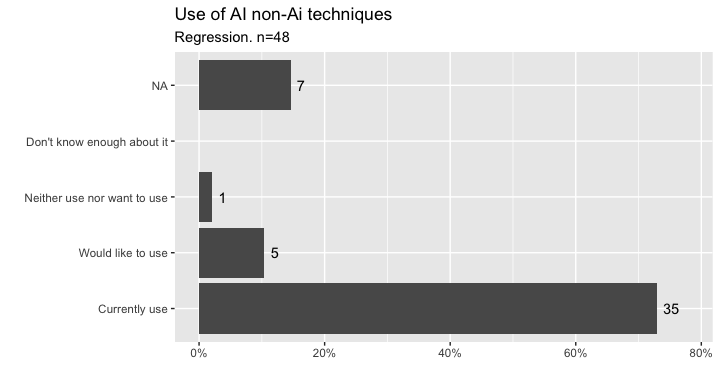 Use of AI non-Ai techniques
Regression. n=48
NA
7
Don't know enough about it
Neither use nor want to use
1
Would like to use
5
Currently use
35
0%
20%
40%
60%
80%